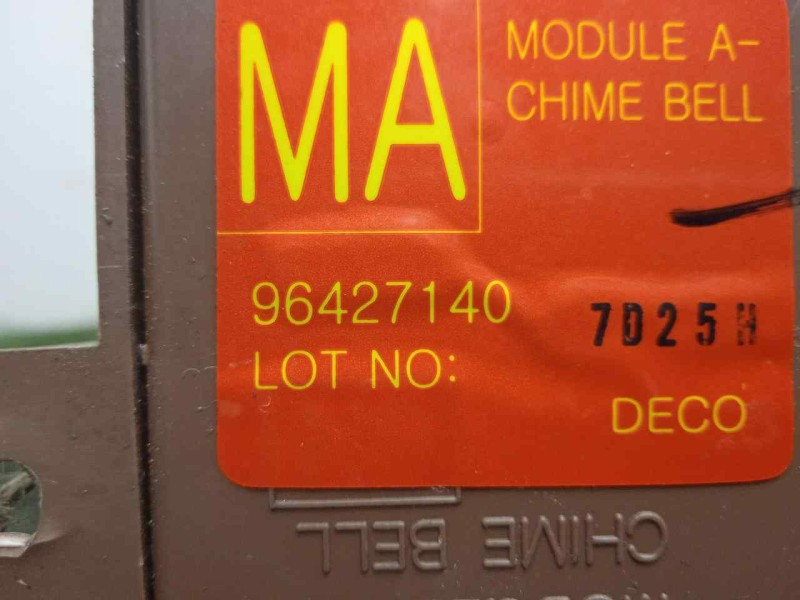 MA
MODULE A-
CHIME BELL
96427140
7D25H
LOT NO:
DECO
CHIME BELL